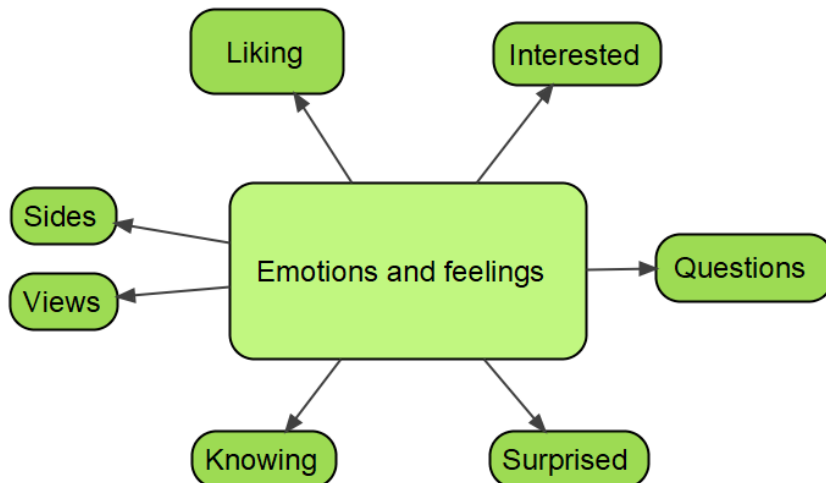 Liking
Interested
Sides
Emotions and feelings
Questions
Views
Knowing
Surprised